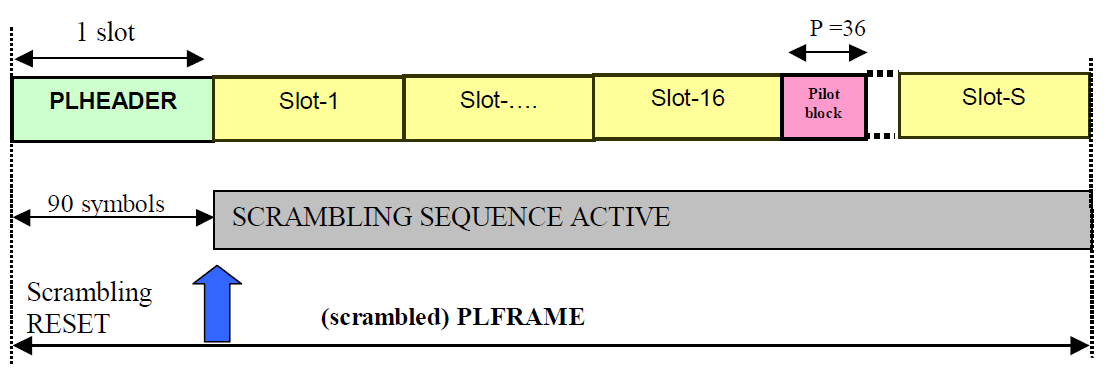 1 slot
P =36
PLHEADER
Slot-1
Slot-….
Slot-16
Pilot
block
Slot-S
90 symbols
SCRAMBLING SEQUENCE ACTIVE
Scrambling
RESET
(scrambled) PLFRAME